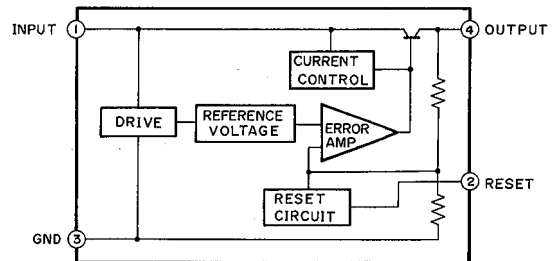 INPUT 1
4 OUTPUT
CURRENT
CONTROL
DRIVE
REFERENCE
VOLTAGE
ERROR
AMP
2 RESET
RESET
CIRCUIT
GND 3